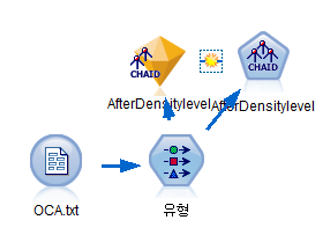 CHAID
CHAID
AfterDensitylevel
AfterDensitylevel
OCA.txt
유형